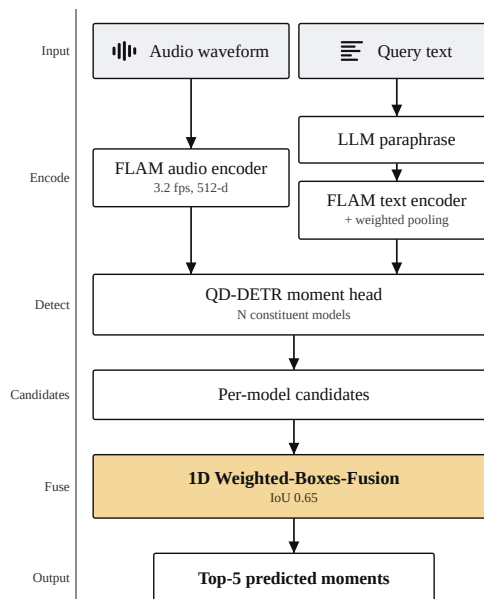 Input
Audio waveform
Query text
LLM paraphrase
Encode
FLAM audio encoder
3.2 fps, 512-d
FLAM text encoder
+ weighted pooling
Detect
QD-DETR moment head
N constituent models
Candidates
Per-model candidates
Fuse
1D Weighted-Boxes-Fusion
IoU 0.65
Output
Top-5 predicted moments